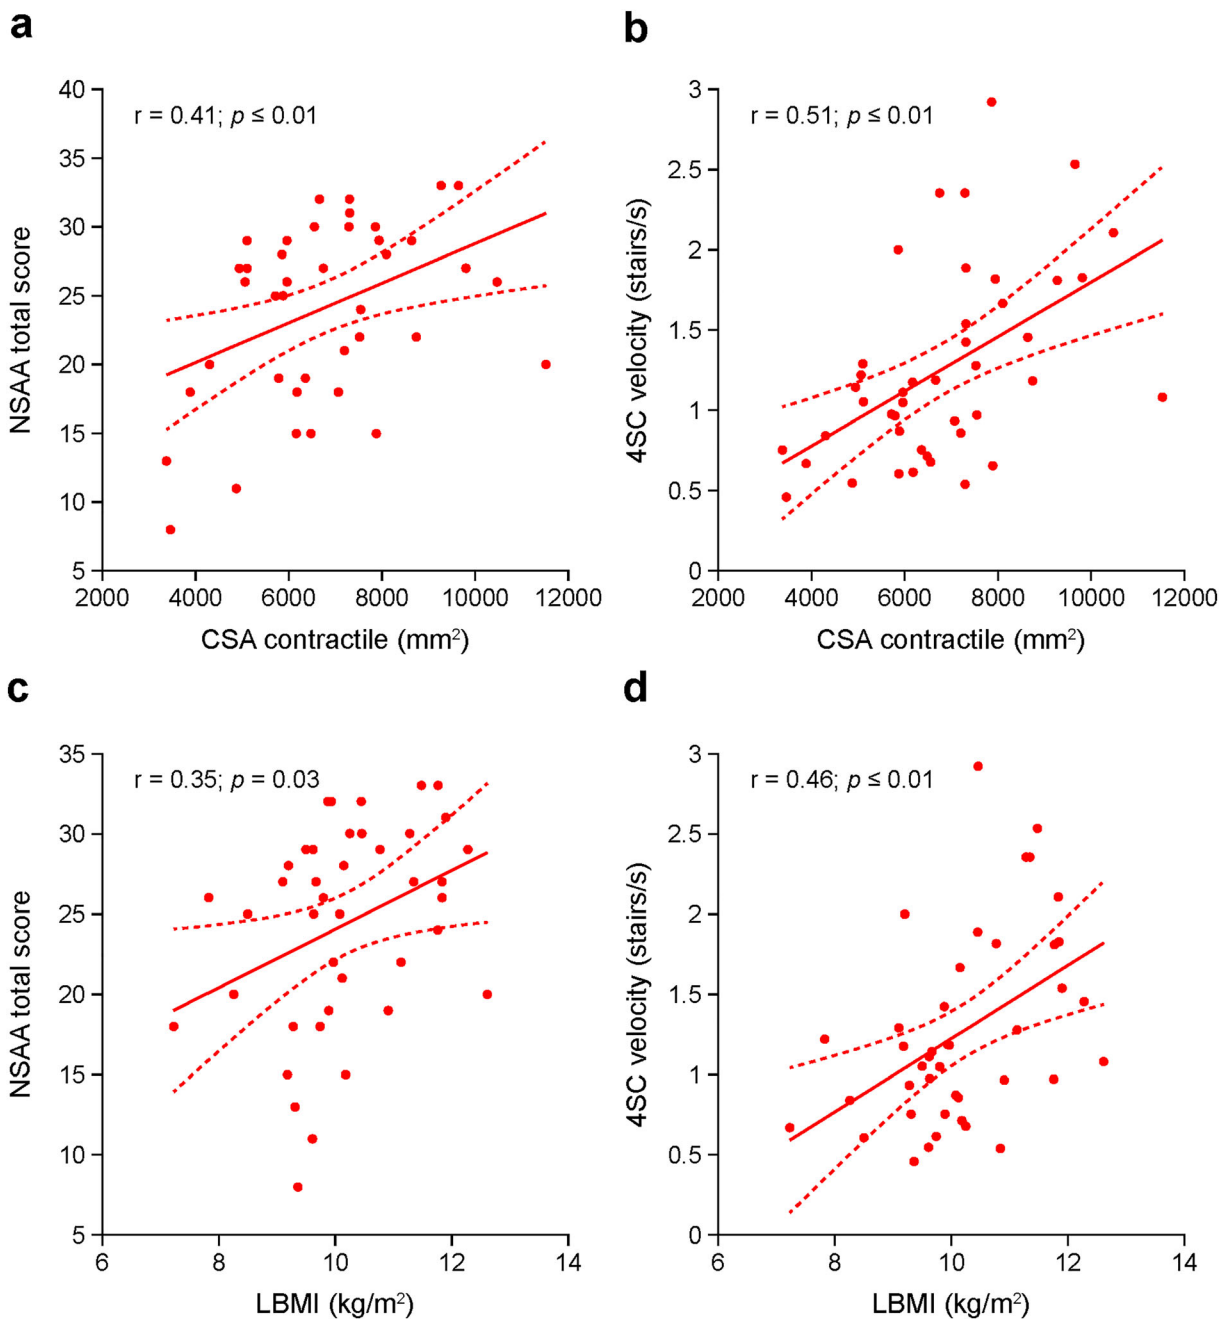 a
r = 0.41; p ≤ 0.01
NSAA total score
40
35
30
25
20
15
10
5
2000 4000 6000 8000 10000 12000
CSA contractile (mm²)
b
r = 0.51; p ≤ 0.01
4SC velocity (stairs/s)
3
2.5
2
1.5
1
0.5
0
2000 4000 6000 8000 10000 12000
CSA contractile (mm²)
c
r = 0.35; p = 0.03
NSAA total score
35
30
25
20
15
10
5
6 8 10 12 14
LBMI (kg/m²)
d
r = 0.46; p ≤ 0.01
4SC velocity (stairs/s)
3
2.5
2
1.5
1
0.5
0
6 8 10 12 14
LBMI (kg/m²)